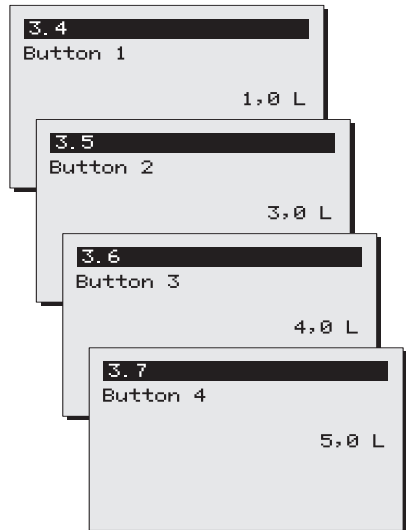 3.4
Button 1
1,0 L
3.5
Button 2
3,0 L
3.6
Button 3
4,0 L
3.7
Button 4
5,0 L